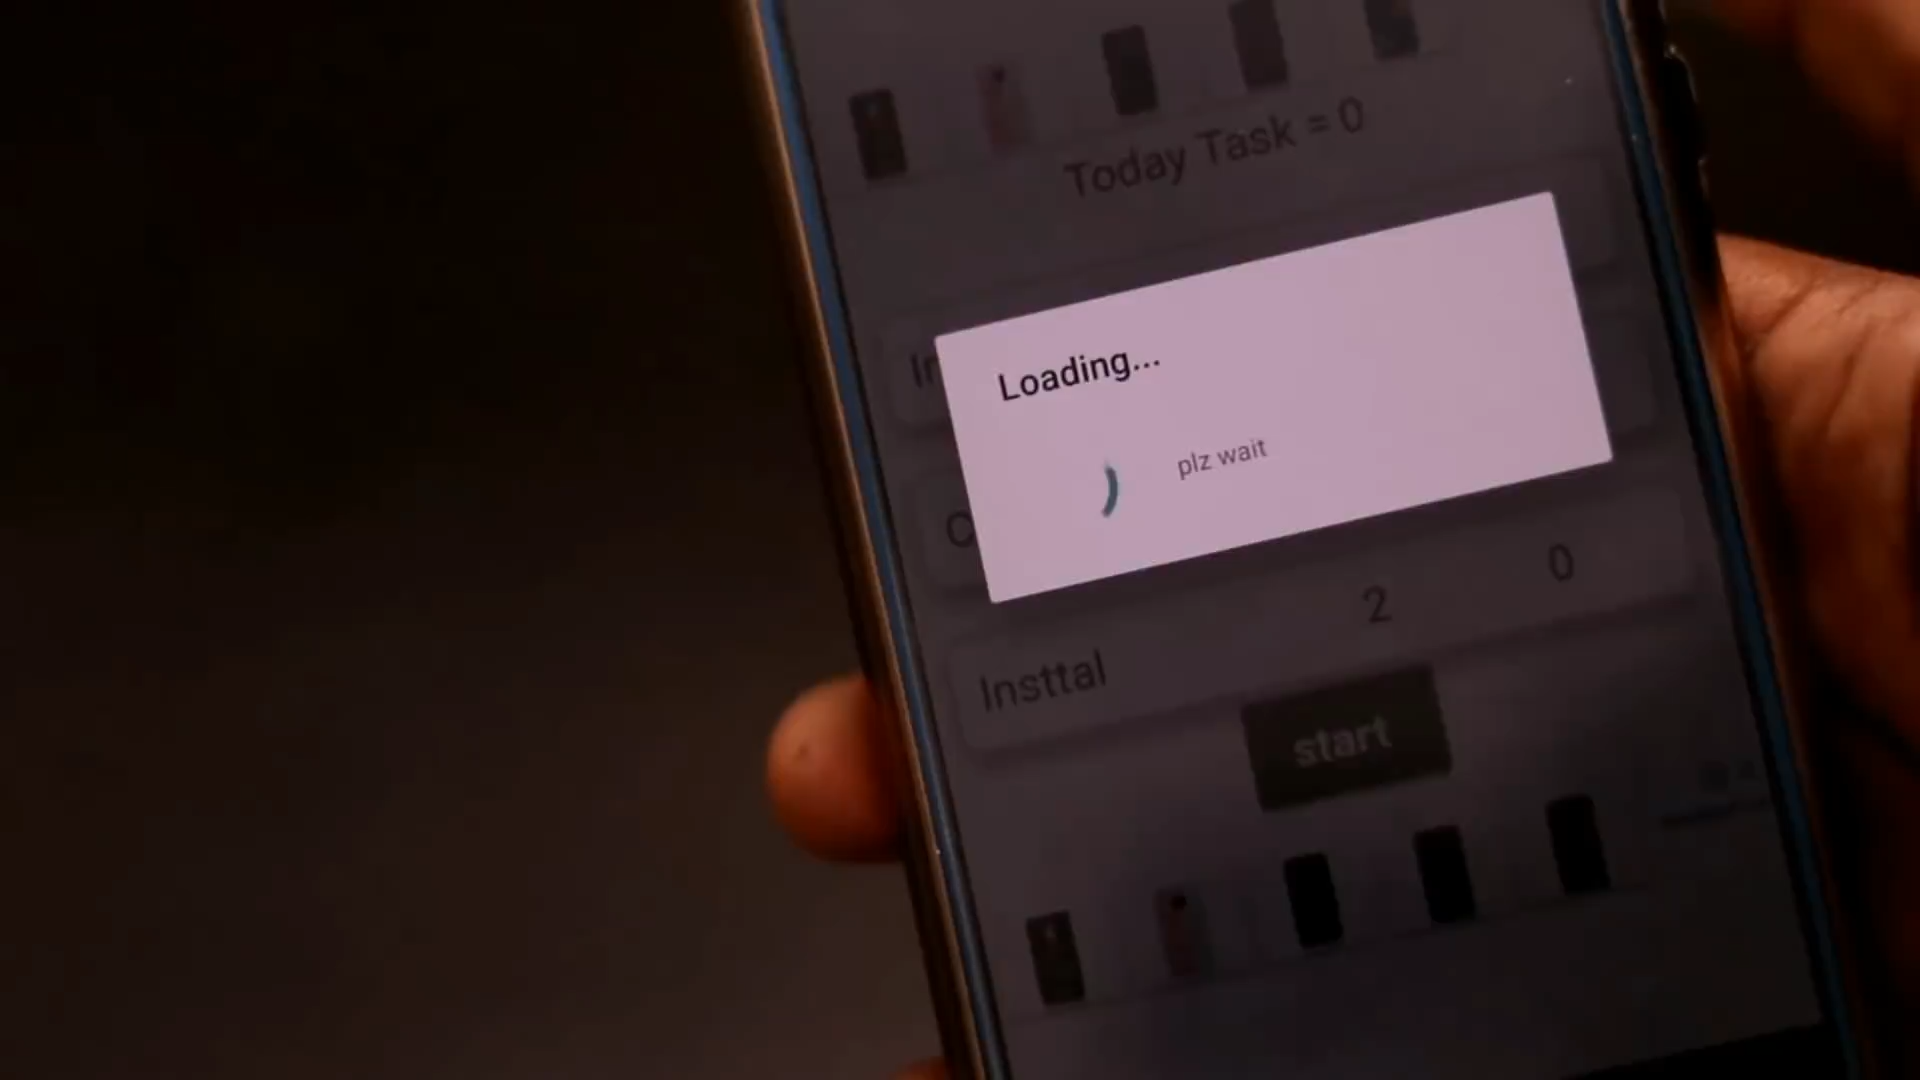 Today Task = 0
Loading...
plz wait
2 0
Insttal
start